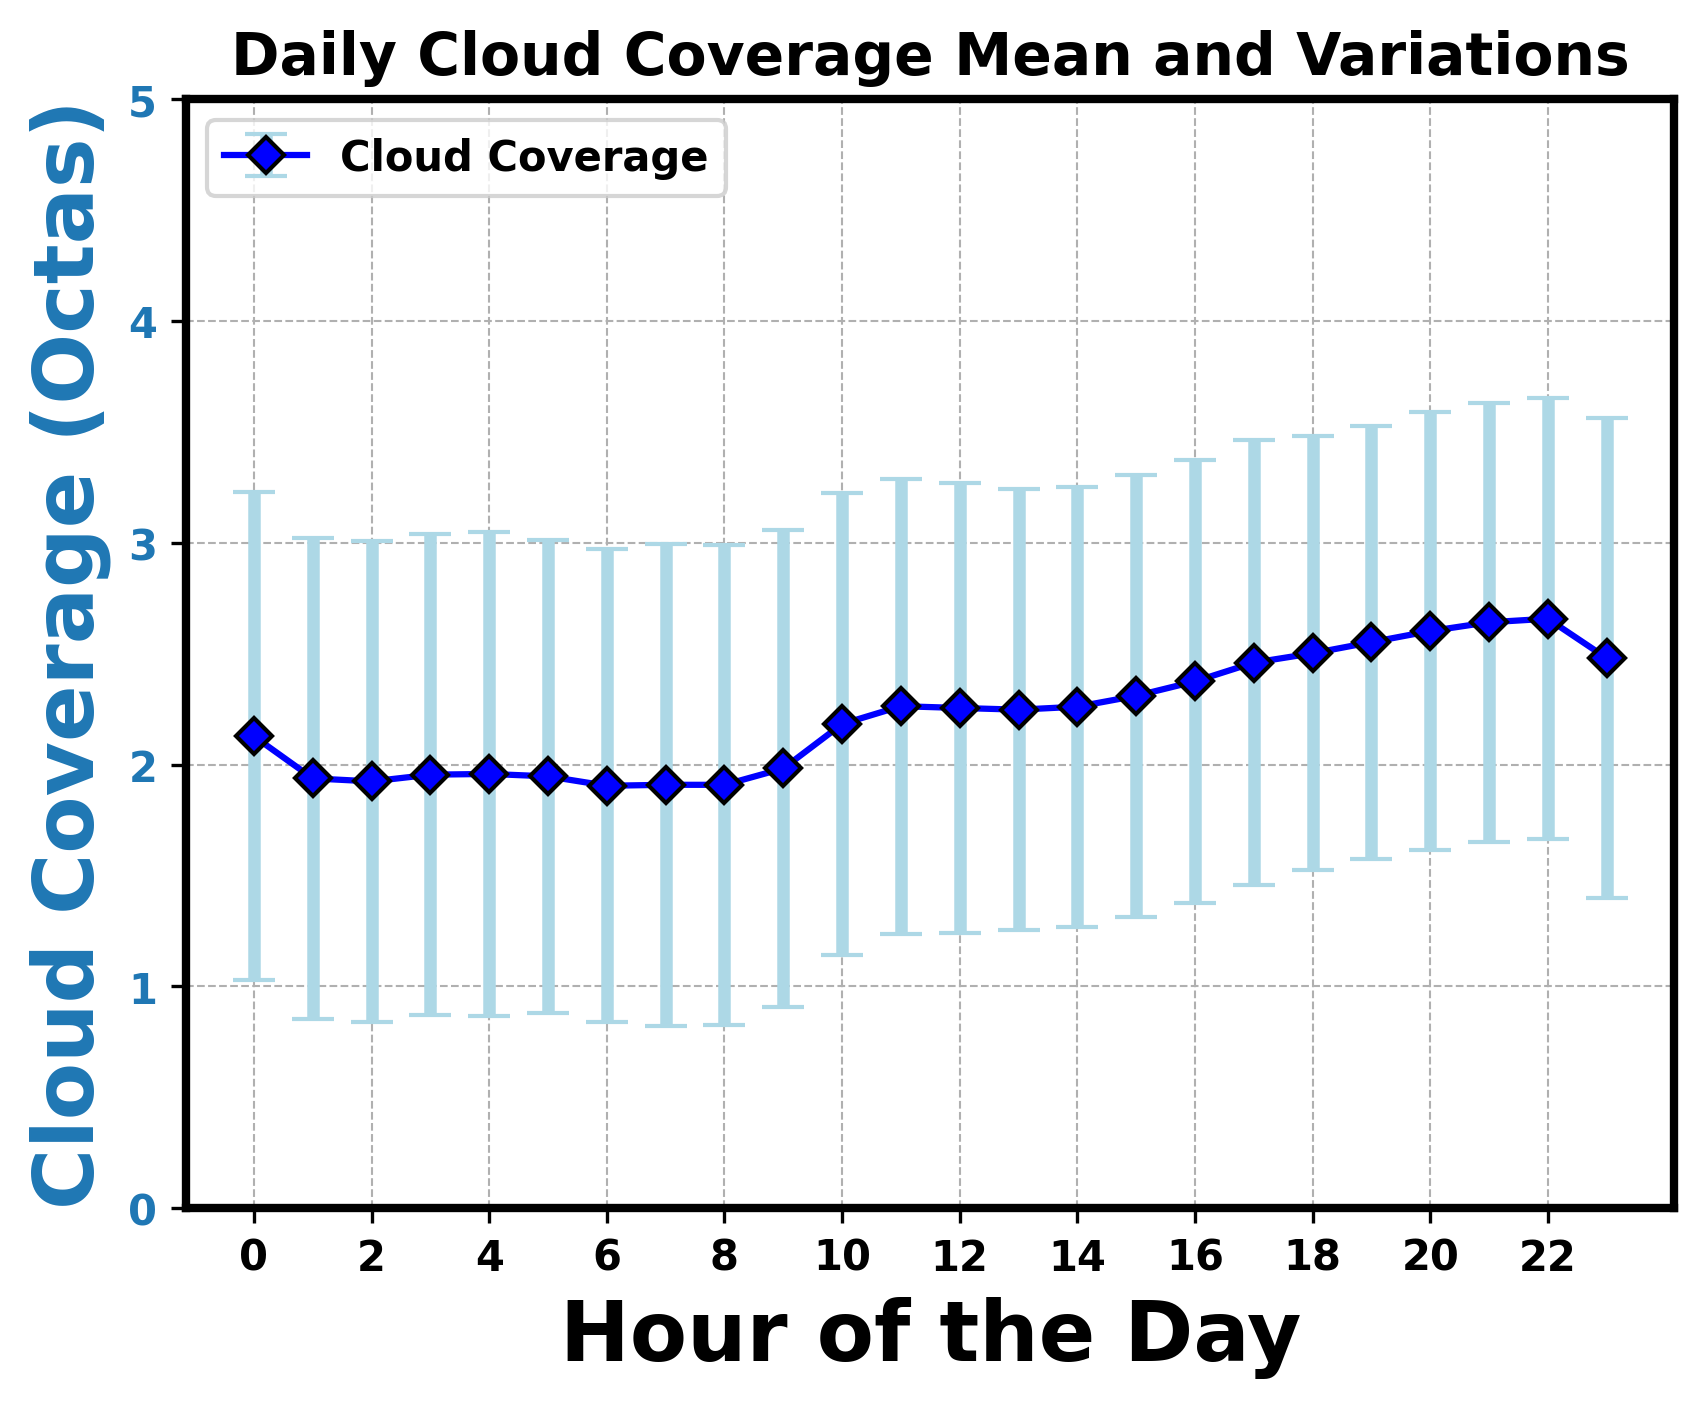 Daily Cloud Coverage Mean and Variations
Cloud Coverage
Cloud Coverage (Octas)
5
4
3
2
1
0
0 2 4 6 8 10 12 14 16 18 20 22
Hour of the Day